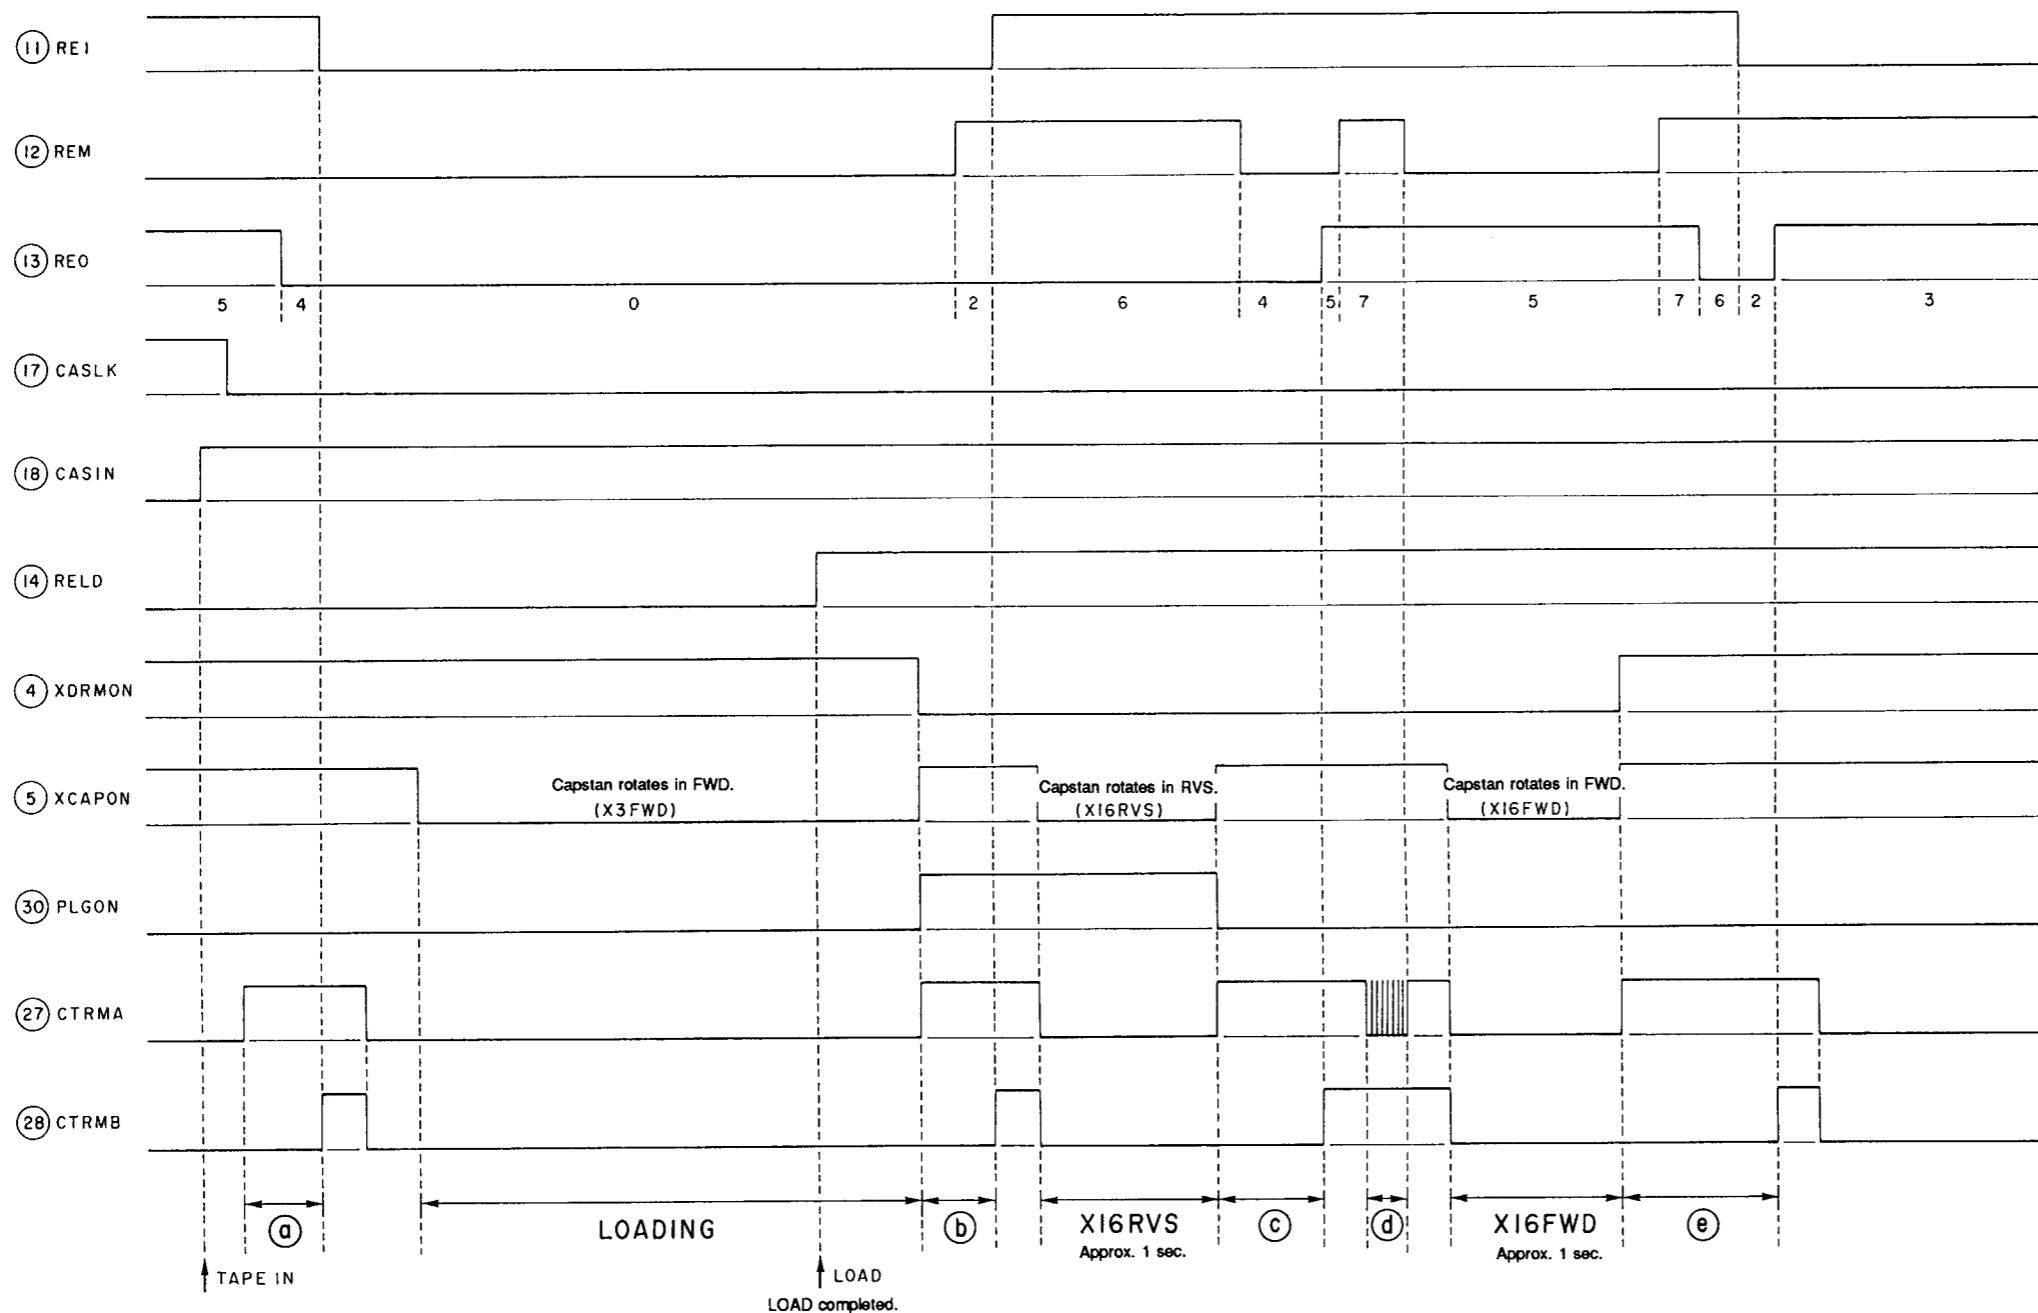 11 RE1
12 REM
13 REO
5 4 0 2 6 4 5 7 5 7 6 2 3
17 CASLK
18 CASIN
14 RELD
4 XDRMON
5 XCAPON
Capstan rotates in FWD.
(X3FWD)
Capstan rotates in RVS.
(X16RVS)
Capstan rotates in FWD.
(X16FWD)
30 PLGON
27 CTRMA
28 CTRMB
a LOADING b X16RVS c d X16FWD e
Approx. 1 sec.
Approx. 1 sec.
TAPE IN
LOAD
LOAD completed.